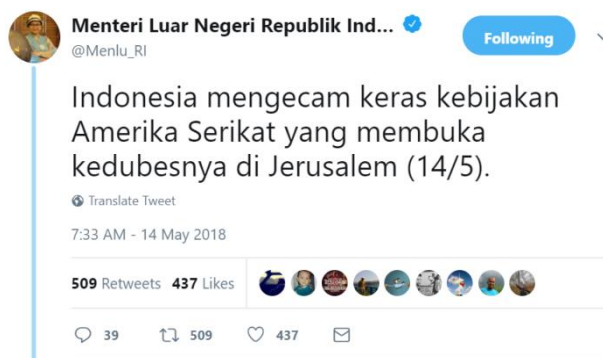 Menteri Luar Negeri Republik Ind...
Following
@Menlu_RI
Indonesia mengecam keras kebijakan
Amerika Serikat yang membuka
kedubesnya di Jerusalem (14/5).
Translate Tweet
7:33 AM - 14 May 2018
509 Retweets 437 Likes
39 509 437